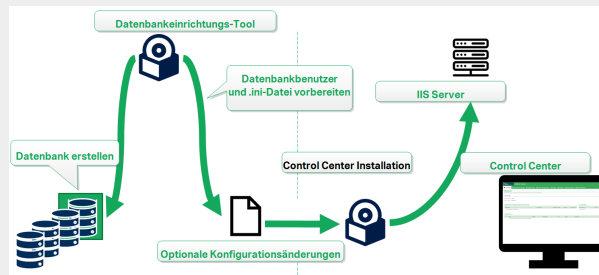 Datenbankeinrichtungs-Tool
Datenbankbenutzer
und .ini-Datei vorbereiten
IIS Server
Datenbank erstellen
Control Center Installation
Control Center
Optionale Konfigurationsänderungen